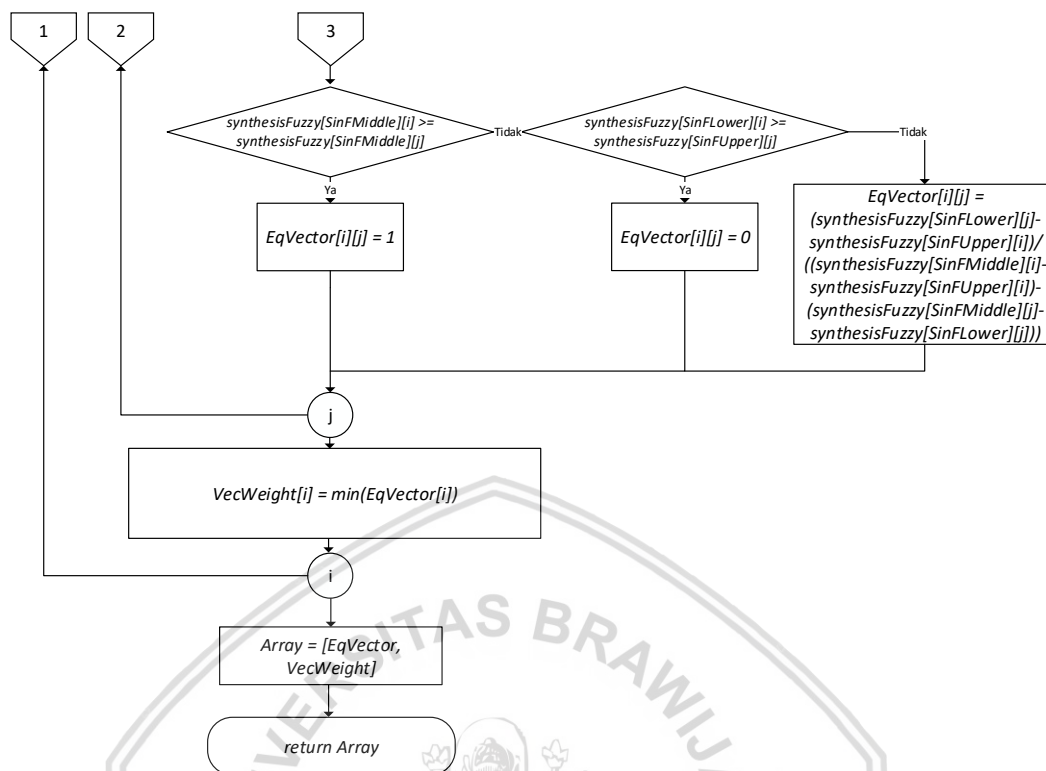 1
2
3
synthesisFuzzy[SinFMiddle][i] >=
synthesisFuzzy[SinFMiddle][j]
Tidak
synthesisFuzzy[SinFLower][i] >=
synthesisFuzzy[SinFUpper][j]
Tidak
Ya
Ya
EqVector[i][j] = 1
EqVector[i][j] = 0
EqVector[i][j] =
(synthesisFuzzy[SinFLower][j]-
synthesisFuzzy[SinFUpper][i])/
((synthesisFuzzy[SinFMiddle][i]-
synthesisFuzzy[SinFUpper][i])-
(synthesisFuzzy[SinFMiddle][j]-
synthesisFuzzy[SinFLower][j]))
j
VecWeight[i] = min(EqVector[i])
i
Array = [EqVector,
VecWeight]
return Array
VERSITAS BRAWIJ